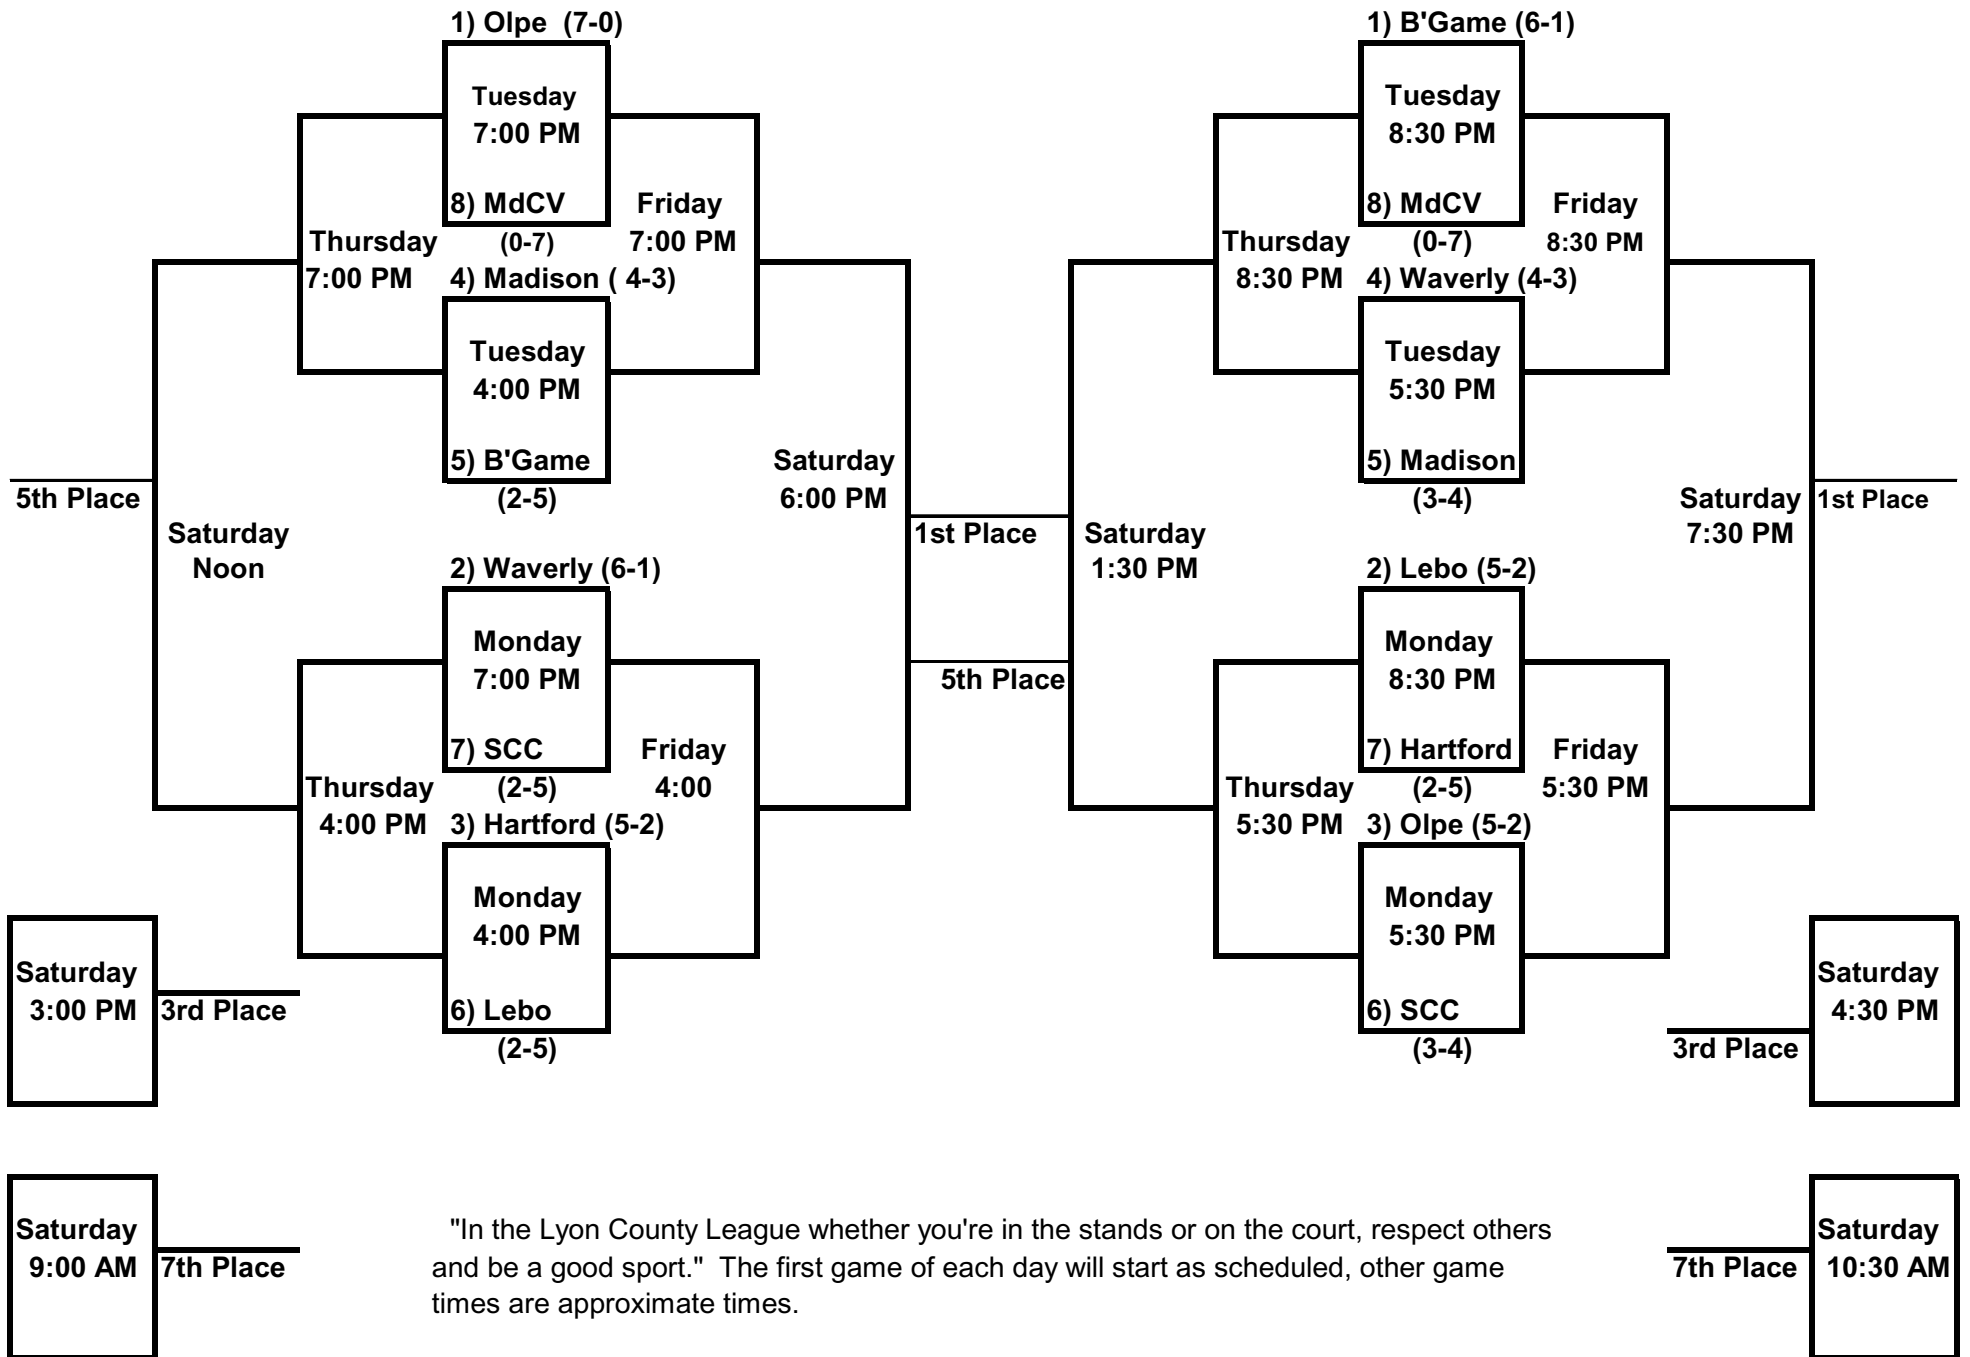 1) Olpe  (7-0)
Tuesday
7:00 PM
8) MdCV
(0-7)
Thursday
7:00 PM
Friday
7:00 PM
4) Madison ( 4-3)
Tuesday
4:00 PM
5) B'Game
(2-5)
5th Place
Saturday
Noon
Saturday
6:00 PM
1st Place
2) Waverly (6-1)
Monday
7:00 PM
7) SCC
(2-5)
Thursday
4:00 PM
Friday
4:00
3) Hartford (5-2)
Monday
4:00 PM
6) Lebo
(2-5)
Saturday
3:00 PM
3rd Place
Saturday
9:00 AM
7th Place
1) B'Game (6-1)
Tuesday
8:30 PM
8) MdCV
(0-7)
Thursday
8:30 PM
Friday
8:30 PM
4) Waverly (4-3)
Tuesday
5:30 PM
5) Madison
(3-4)
5th Place
Saturday
1:30 PM
Saturday
7:30 PM
1st Place
2) Lebo (5-2)
Monday
8:30 PM
7) Hartford
(2-5)
Thursday
5:30 PM
Friday
5:30 PM
3) Olpe (5-2)
Monday
5:30 PM
6) SCC
(3-4)
Saturday
4:30 PM
3rd Place
Saturday
10:30 AM
7th Place
"In the Lyon County League whether you're in the stands or on the court, respect others
and be a good sport."  The first game of each day will start as scheduled, other game
times are approximate times.